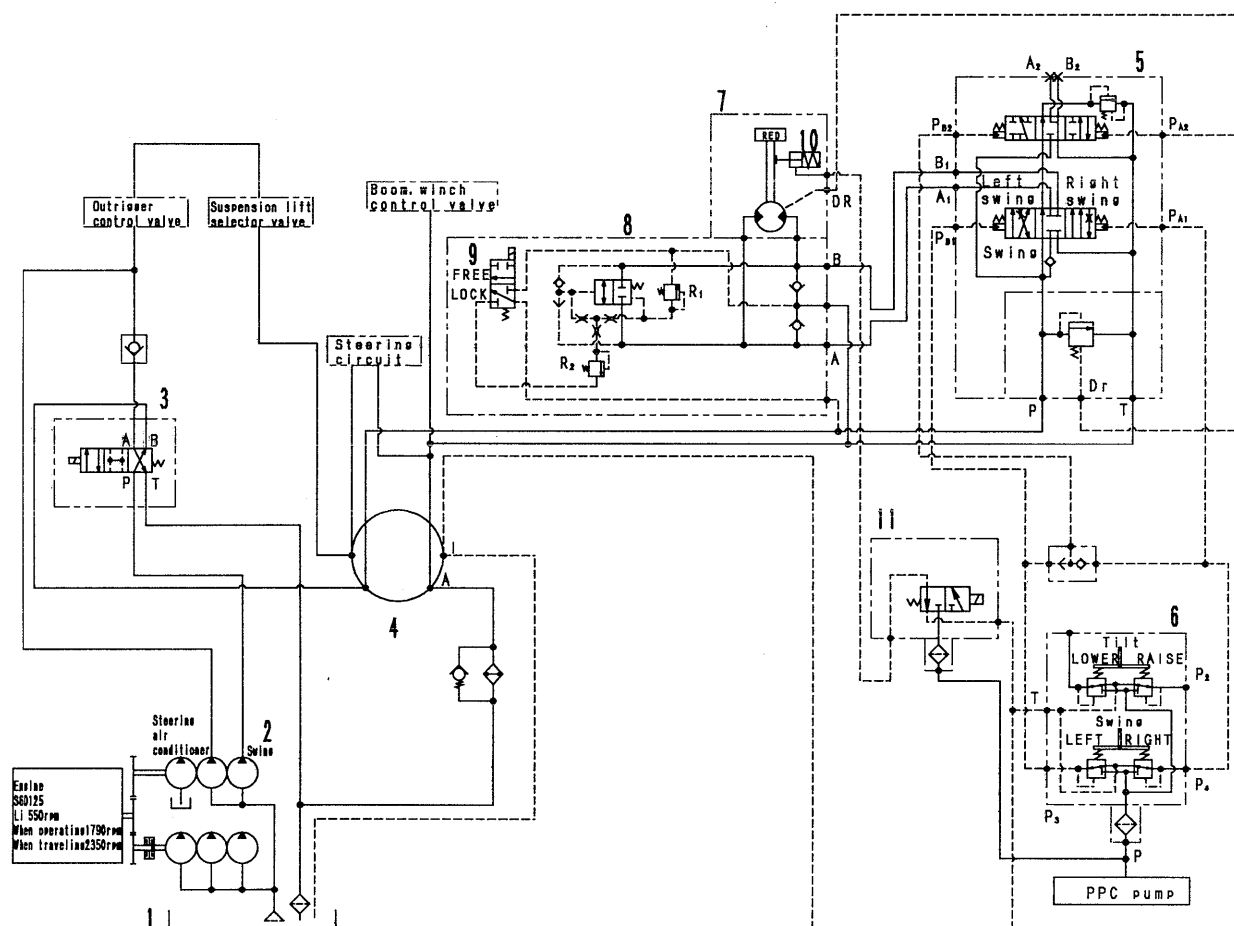 A2 B2 5
7
RED
10
PB2
PA2
B1
A1
Left swing
Right swing
PA1
Swing
DR
Boom.winch
control valve
Outrigger
control valve
Suspension lift
selector valve
8
9
FREE
LOCK
B
R1
R2
A
Steering
circuit
P
Dr
T
3
A B
P T
I
A
4
11
6
Tilt
LOWER RAISE
P2
T
Swing
LEFT RIGHT
P3
P4
P
PPC pump
Steering
air
conditioner
2
Swing
Engine
S6D125
Li 550rpm
When operating1790rpm
When traveling2350rpm
1